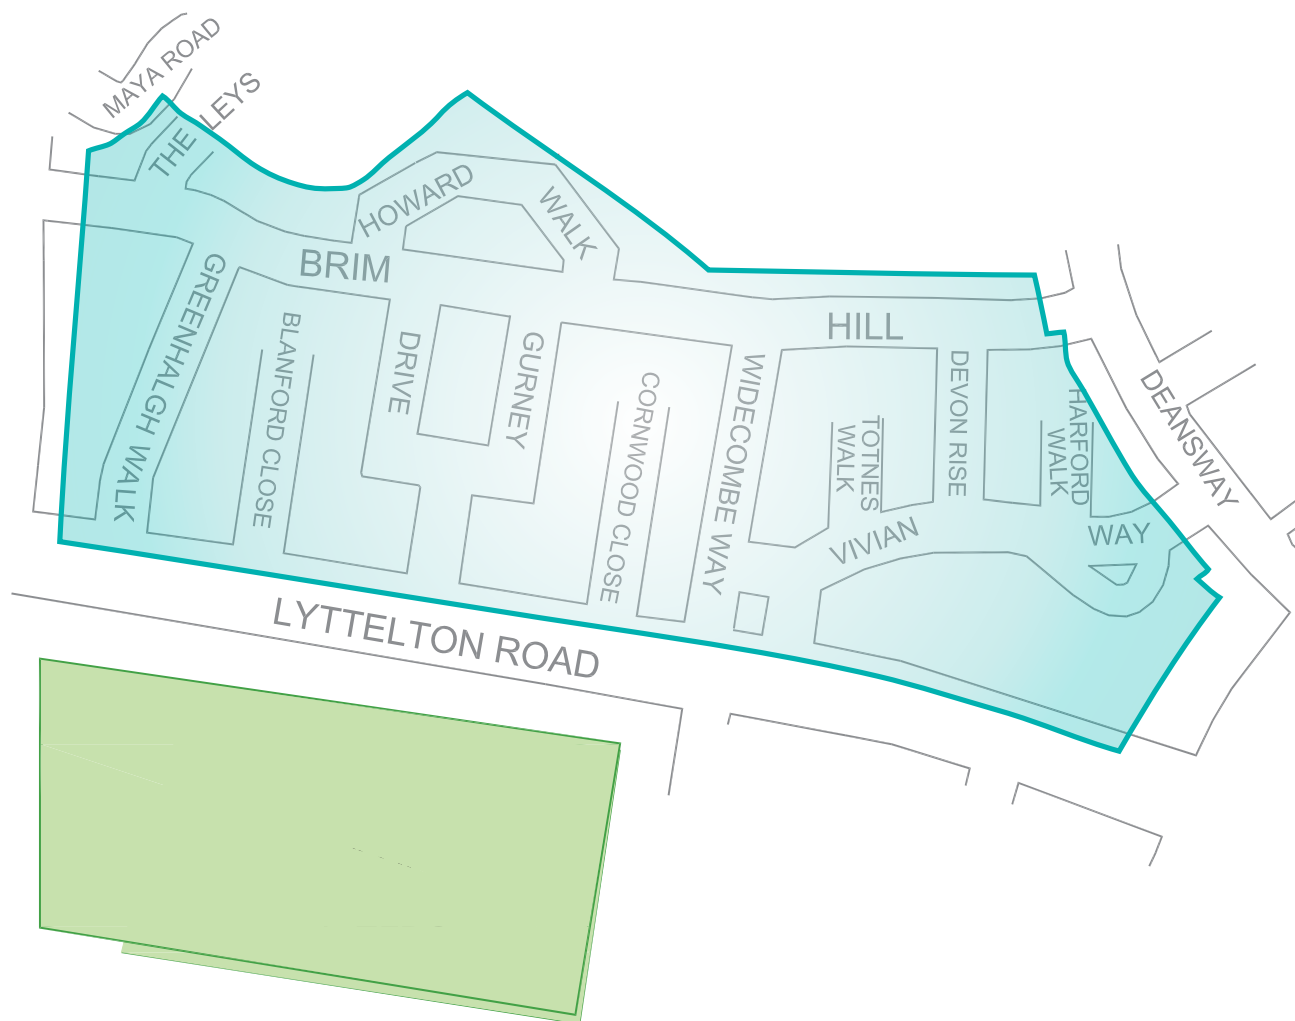 MAYA ROAD
THE LEYS
HOWARD
WALK
BRIM
HILL
GREENHALGH WALK
BLANFORD CLOSE
DRIVE
GURNEY
CORNWOOD CLOSE
WIDECOMBE WAY
TOTNES
WALK
DEVON RISE
HARFORD
WALK
DEANSWAY
VIVIAN
WAY
LYTTELTON ROAD